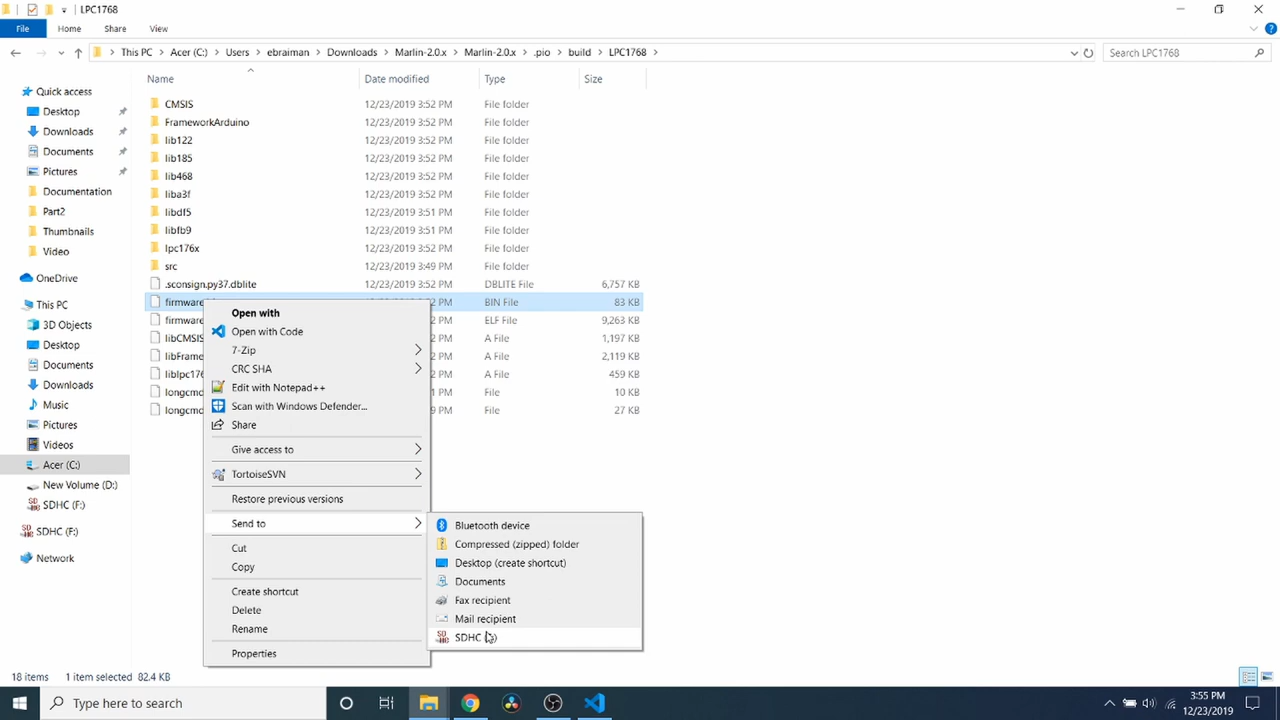 LPC1768
File Home Share View
This PC Acer (C:) Users ebraiman Downloads Marlin-2.0.x Marlin-2.0.x .pio build LPC1768
Search LPC1768
Name Date modified Type Size
Quick access
Desktop
Downloads
Documents
Pictures
Documentation
Part2
Thumbnails
Video
OneDrive
This PC
3D Objects
Desktop
Documents
Downloads
Music
Pictures
Videos
Acer (C:)
New Volume (D:)
SDHC (F:)
SDHC (F:)
Network
CMSIS 12/23/2019 3:52 PM File folder
FrameworkArduino 12/23/2019 3:52 PM File folder
lib122 12/23/2019 3:52 PM File folder
lib185 12/23/2019 3:52 PM File folder
lib468 12/23/2019 3:52 PM File folder
liba3f 12/23/2019 3:52 PM File folder
libdf5 12/23/2019 3:51 PM File folder
libfb9 12/23/2019 3:51 PM File folder
lpc176x 12/23/2019 3:52 PM File folder
src 12/23/2019 3:49 PM File folder
.sconsign.py37.dblite 12/23/2019 3:52 PM DBLITE File 6,757 KB
firmware PM BIN File 83 KB
firmware PM ELF File 9,263 KB
libCMSIS PM A File 1,197 KB
libFrame PM A File 2,119 KB
liblpc176 PM A File 459 KB
longcmd PM File 10 KB
longcmd PM File 27 KB
Open with
Open with Code
7-Zip
CRC SHA
Edit with Notepad++
Scan with Windows Defender...
Share
Give access to
TortoiseSVN
Restore previous versions
Send to
Cut
Copy
Create shortcut
Delete
Rename
Properties
Bluetooth device
Compressed (zipped) folder
Desktop (create shortcut)
Documents
Fax recipient
Mail recipient
SDHC
18 items 1 item selected 82.4 KB
Type here to search
3:55 PM
12/23/2019